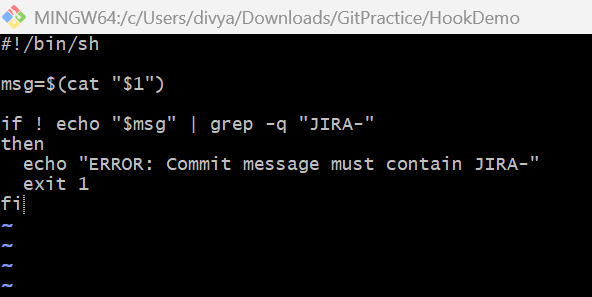 MINGW64:/c/Users/divya/Downloads/GitPractice/HookDemo
#!/bin/sh

msg=$(cat "$1")

if ! echo "$msg" | grep -q "JIRA-"
then
  echo "ERROR: Commit message must contain JIRA-"
  exit 1
fi
~
~
~
~